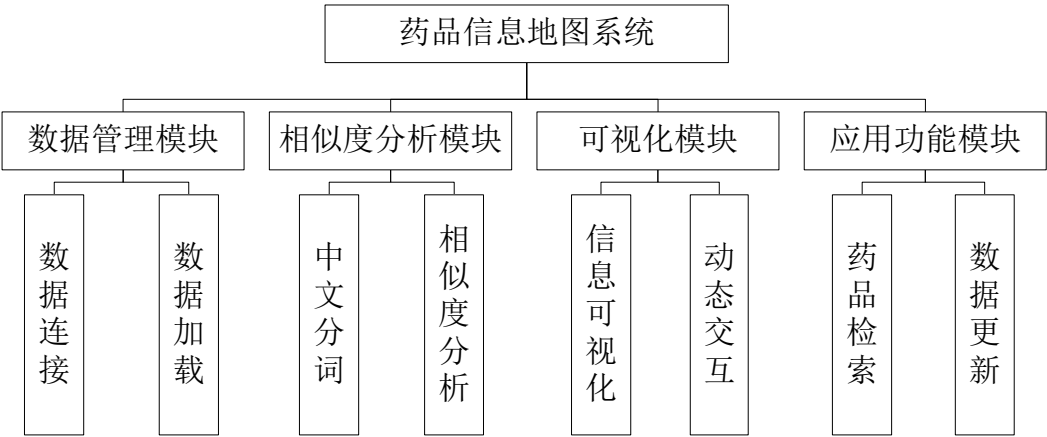 药品信息地图系统
数据管理模块
相似度分析模块
可视化模块
应用功能模块
数据连接
数据加载
中文分词
相似度分析
信息可视化
动态交互
药品检索
数据更新